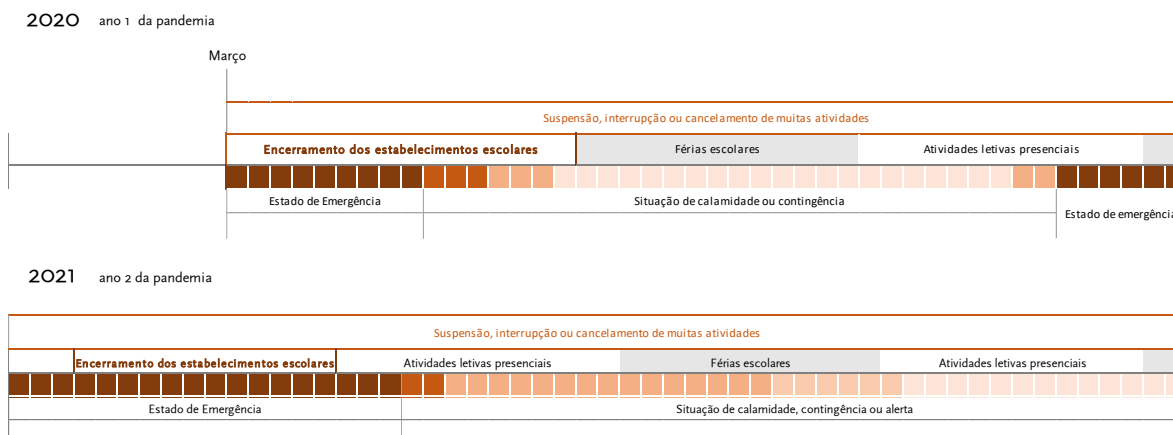 2020 ano 1 da pandemia
Março
Suspensão, interrupção ou cancelamento de muitas atividades
Encerramento dos estabelecimentos escolares Férias escolares Atividades letivas presenciais
Estado de Emergência Situação de calamidade ou contingência Estado de emergência
2021 ano 2 da pandemia
Suspensão, interrupção ou cancelamento de muitas atividades
Encerramento dos estabelecimentos escolares Atividades letivas presenciais Férias escolares Atividades letivas presenciais
Estado de Emergência Situação de calamidade, contingência ou alerta